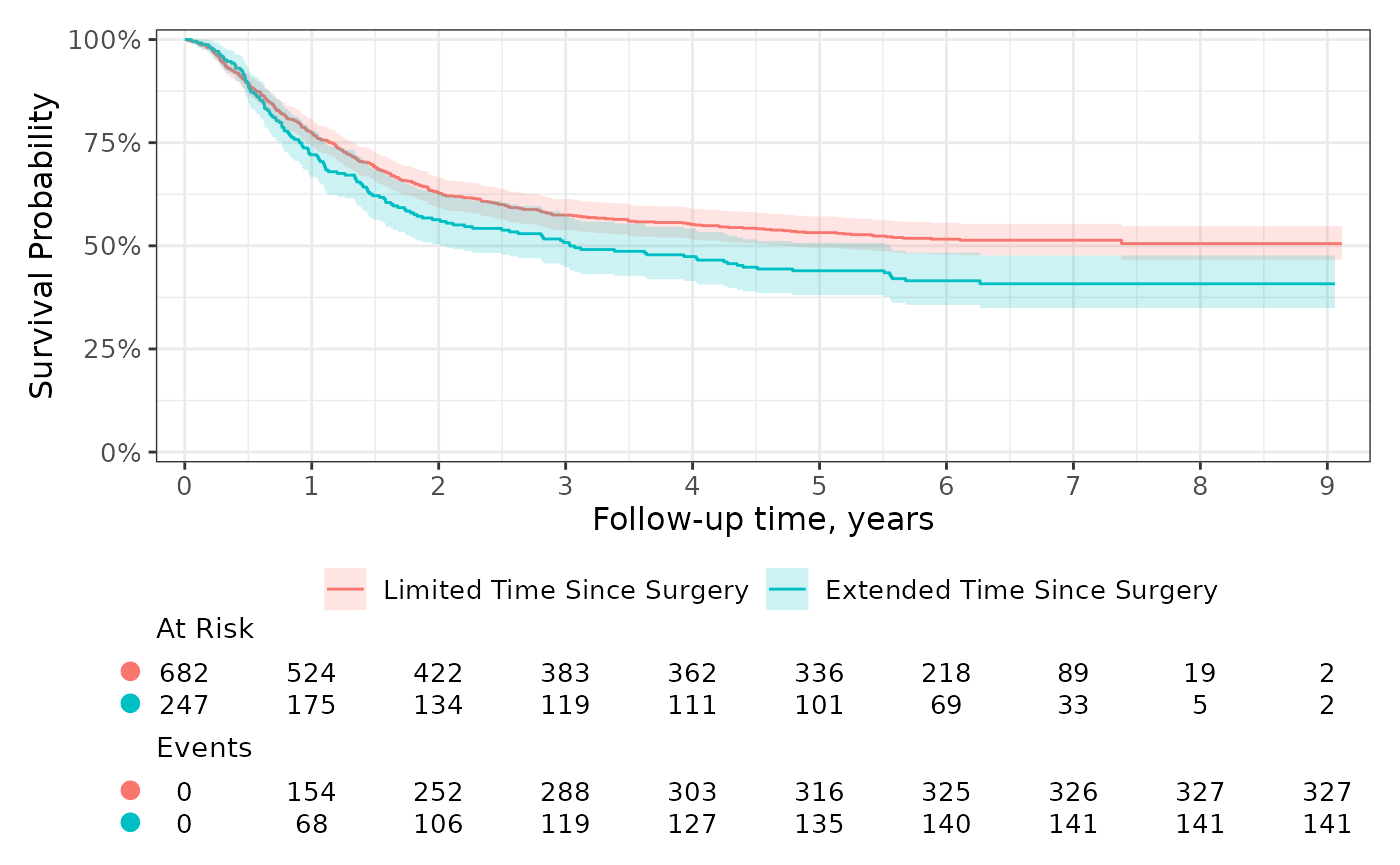 100%
75%
50%
25%
0%
Survival Probability
0 1 2 3 4 5 6 7 8 9
Follow-up time, years
Limited Time Since Surgery Extended Time Since Surgery
At Risk
682 524 422 383 362 336 218 89 19 2
247 175 134 119 111 101 69 33 5 2
Events
0 154 252 288 303 316 325 326 327 327
0 68 106 119 127 135 140 141 141 141